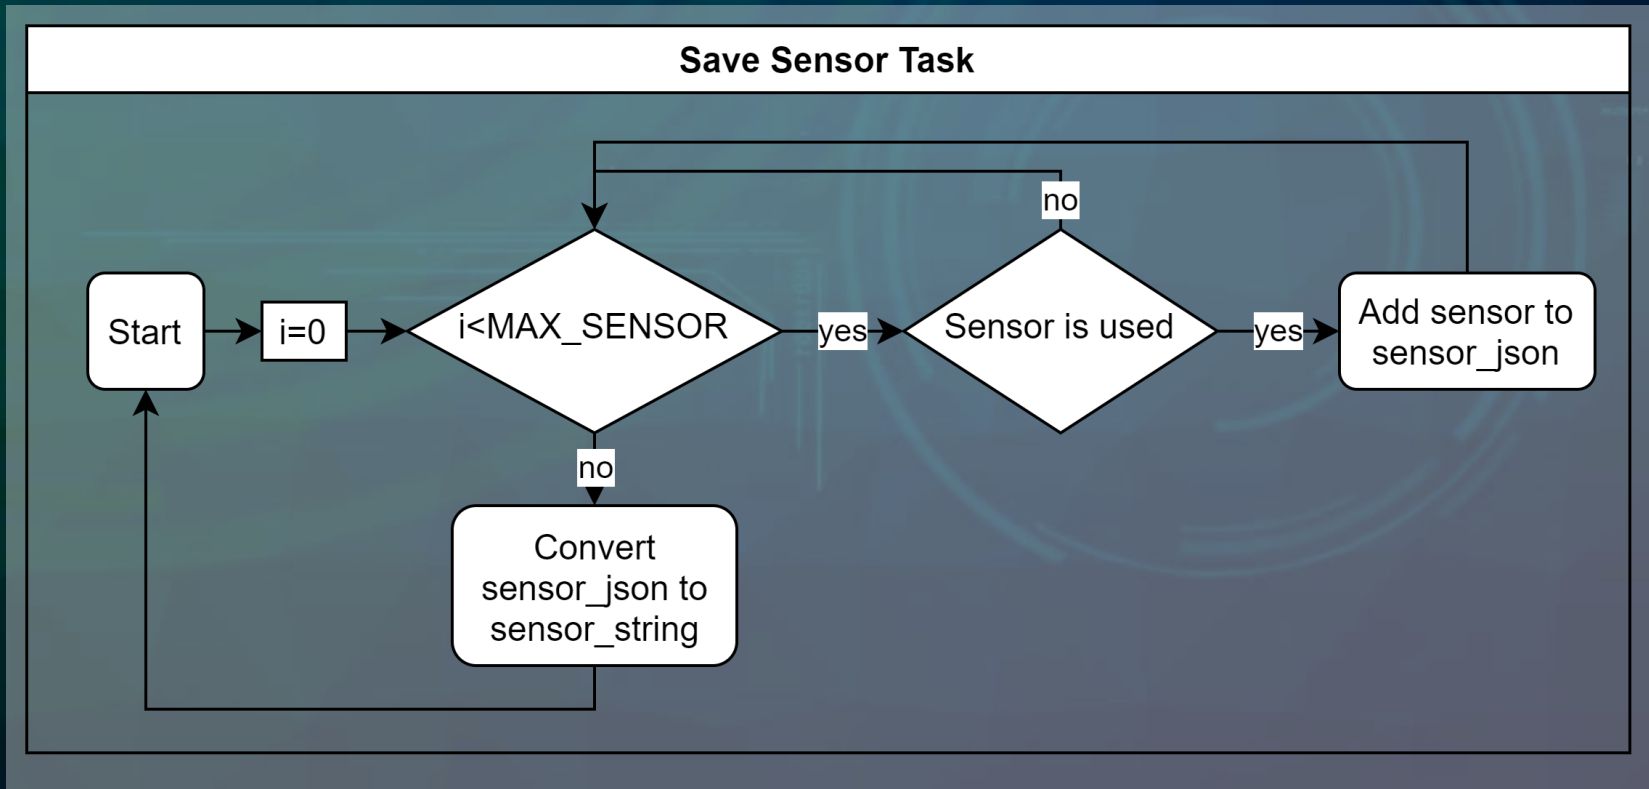 Save Sensor Task
no
Start
i=0
i<MAX_SENSOR
yes
Sensor is used
yes
Add sensor to
sensor_json
no
Convert
sensor_json to
sensor_string